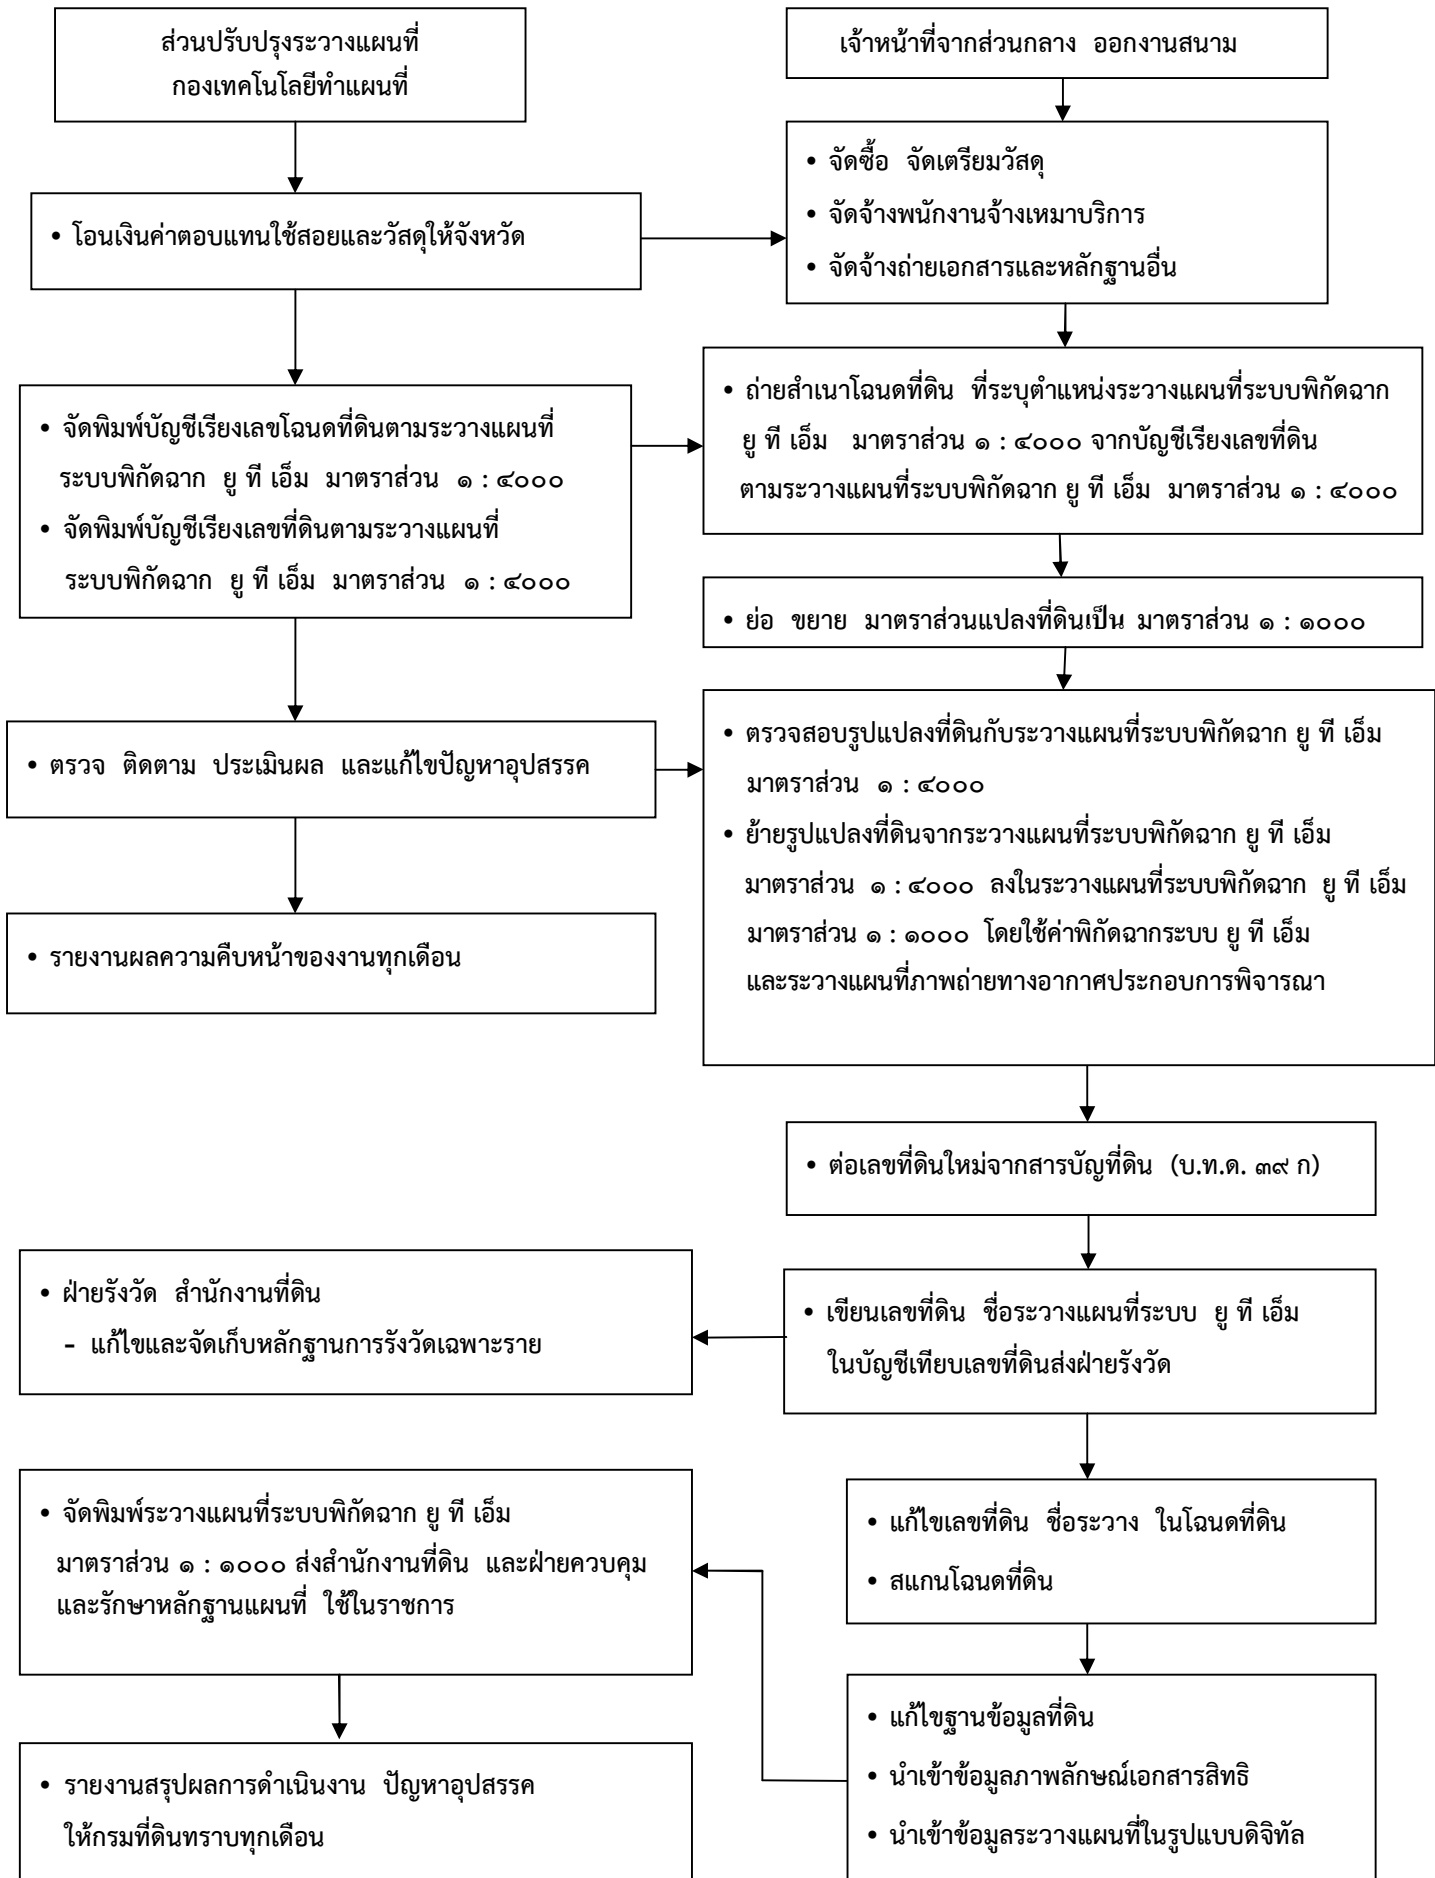 ส่วนปรับปรุงระวางแผนที่
กองเทคโนโลยีทำแผนที่
เจ้าหน้าที่จากส่วนกลาง ออกงานสนาม
• โอนเงินค่าตอบแทนใช้สอยและวัสดุให้จังหวัด
• จัดซื้อ จัดเตรียมวัสดุ
• จัดจ้างพนักงานจ้างเหมาบริการ
• จัดจ้างถ่ายเอกสารและหลักฐานอื่น
• จัดพิมพ์บัญชีเรียงเลขโฉนดที่ดินตามระวางแผนที่
ระบบพิกัดฉาก ยู ที เอ็ม มาตราส่วน ๑ : ๔๐๐๐
• จัดพิมพ์บัญชีเรียงเลขที่ดินตามระวางแผนที่
ระบบพิกัดฉาก ยู ที เอ็ม มาตราส่วน ๑ : ๔๐๐๐
• ถ่ายสำเนาโฉนดที่ดิน ที่ระบุตำแหน่งระวางแผนที่ระบบพิกัดฉาก
ยู ที เอ็ม มาตราส่วน ๑ : ๔๐๐๐ จากบัญชีเรียงเลขที่ดิน
ตามระวางแผนที่ระบบพิกัดฉาก ยู ที เอ็ม มาตราส่วน ๑ : ๔๐๐๐
• ย่อ ขยาย มาตราส่วนแปลงที่ดินเป็น มาตราส่วน ๑ : ๑๐๐๐
• ตรวจ ติดตาม ประเมินผล และแก้ไขปัญหาอุปสรรค
• ตรวจสอบรูปแปลงที่ดินกับระวางแผนที่ระบบพิกัดฉาก ยู ที เอ็ม
มาตราส่วน ๑ : ๔๐๐๐
• ย้ายรูปแปลงที่ดินจากระวางแผนที่ระบบพิกัดฉาก ยู ที เอ็ม
มาตราส่วน ๑ : ๔๐๐๐ ลงในระวางแผนที่ระบบพิกัดฉาก ยู ที เอ็ม
มาตราส่วน ๑ : ๑๐๐๐ โดยใช้ค่าพิกัดฉากระบบ ยู ที เอ็ม
และระวางแผนที่ภาพถ่ายทางอากาศประกอบการพิจารณา
• รายงานผลความคืบหน้าของงานทุกเดือน
• ต่อเลขที่ดินใหม่จากสารบัญที่ดิน (บ.ท.ด. ๓๙ ก)
• ฝ่ายรังวัด สำนักงานที่ดิน
- แก้ไขและจัดเก็บหลักฐานการรังวัดเฉพาะราย
• เขียนเลขที่ดิน ชื่อระวางแผนที่ระบบ ยู ที เอ็ม
ในบัญชีเทียบเลขที่ดินส่งฝ่ายรังวัด
• จัดพิมพ์ระวางแผนที่ระบบพิกัดฉาก ยู ที เอ็ม
มาตราส่วน ๑ : ๑๐๐๐ ส่งสำนักงานที่ดิน และฝ่ายควบคุม
และรักษาหลักฐานแผนที่ ใช้ในราชการ
• แก้ไขเลขที่ดิน ชื่อระวาง ในโฉนดที่ดิน
• สแกนโฉนดที่ดิน
• แก้ไขฐานข้อมูลที่ดิน
• นำเข้าข้อมูลภาพลักษณ์เอกสารสิทธิ
• นำเข้าข้อมูลระวางแผนที่ในรูปแบบดิจิทัล
• รายงานสรุปผลการดำเนินงาน ปัญหาอุปสรรค
ให้กรมที่ดินทราบทุกเดือน